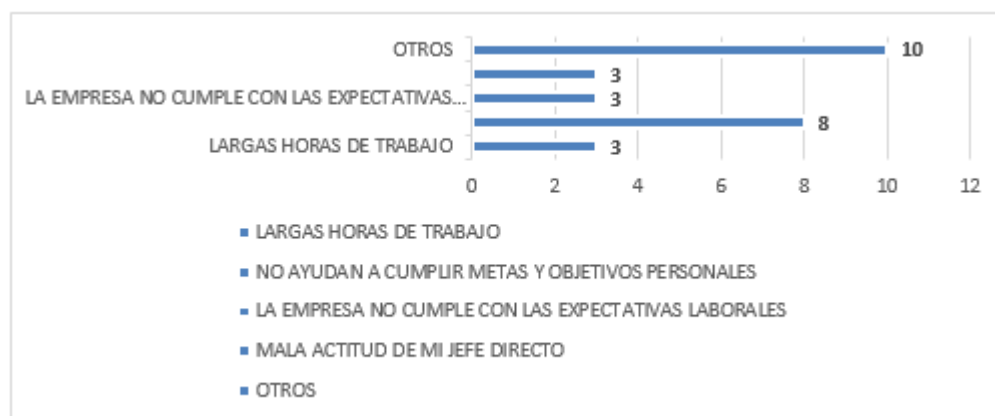 OTROS
10
3
LA EMPRESA NO CUMPLE CON LAS EXPECTATIVAS...
3
8
LARGAS HORAS DE TRABAJO
3
0 2 4 6 8 10 12
LARGAS HORAS DE TRABAJO
NO AYUDAN A CUMPLIR METAS Y OBJETIVOS PERSONALES
LA EMPRESA NO CUMPLE CON LAS EXPECTATIVAS LABORALES
MALA ACTITUD DE MI JEFE DIRECTO
OTROS